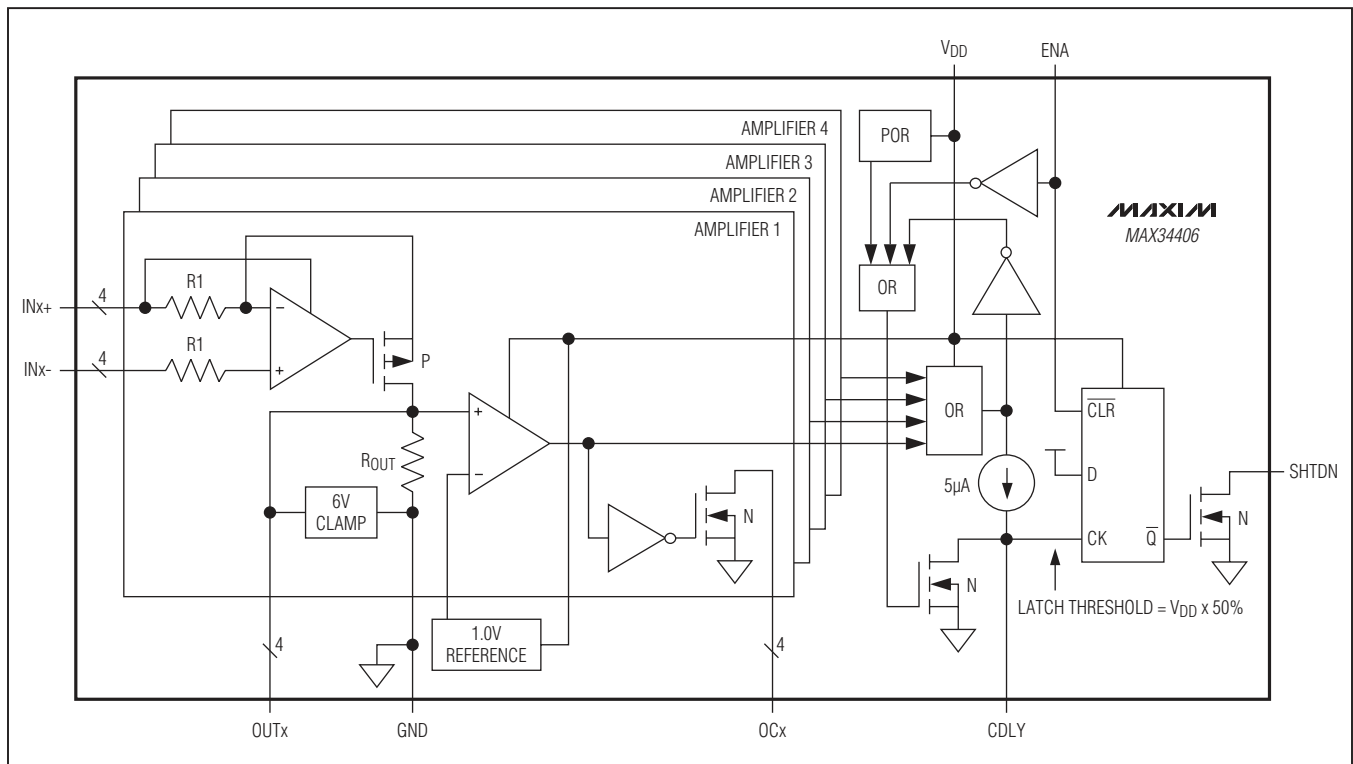 VDD
ENA
AMPLIFIER 4
POR
AMPLIFIER 3
AMPLIFIER 2
MAXIM
MAX34406
AMPLIFIER 1
OR
INx+
4
R1
−
INx-
4
R1
+
P
OR
CLR
+
ROUT
−
D
SHTDN
5µA
6V
CLAMP
N
N
CK
Q
N
LATCH THRESHOLD = VDD x 50%
1.0V
REFERENCE
4
4
OUTx
GND
OCx
CDLY